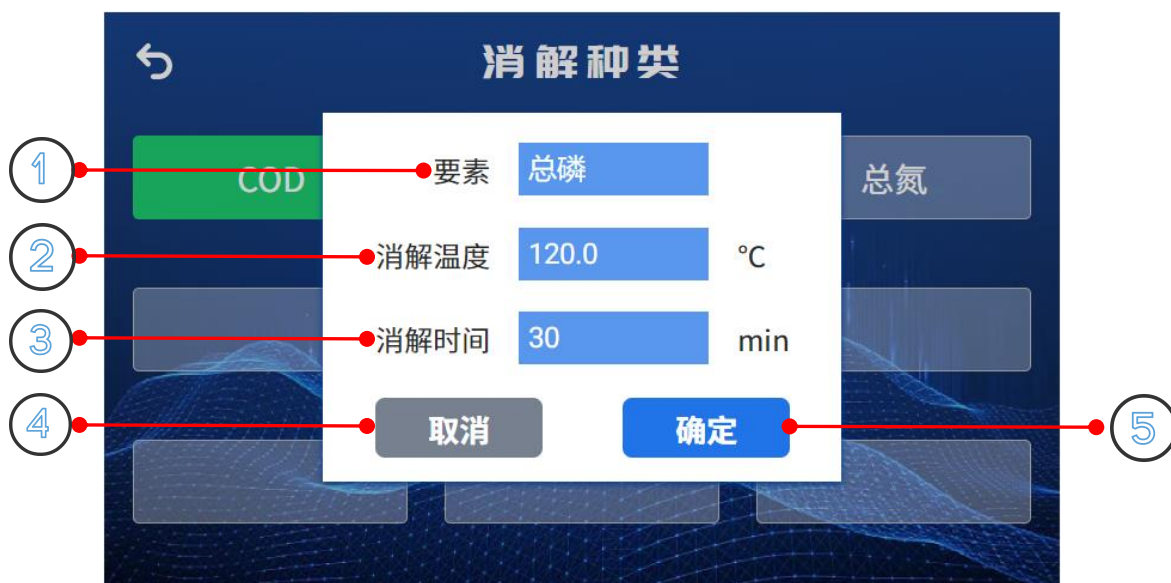 消解种类
COD
总氮
① 要素 总磷
② 消解温度 120.0 ℃
③ 消解时间 30 min
④ 取消 确定 ⑤